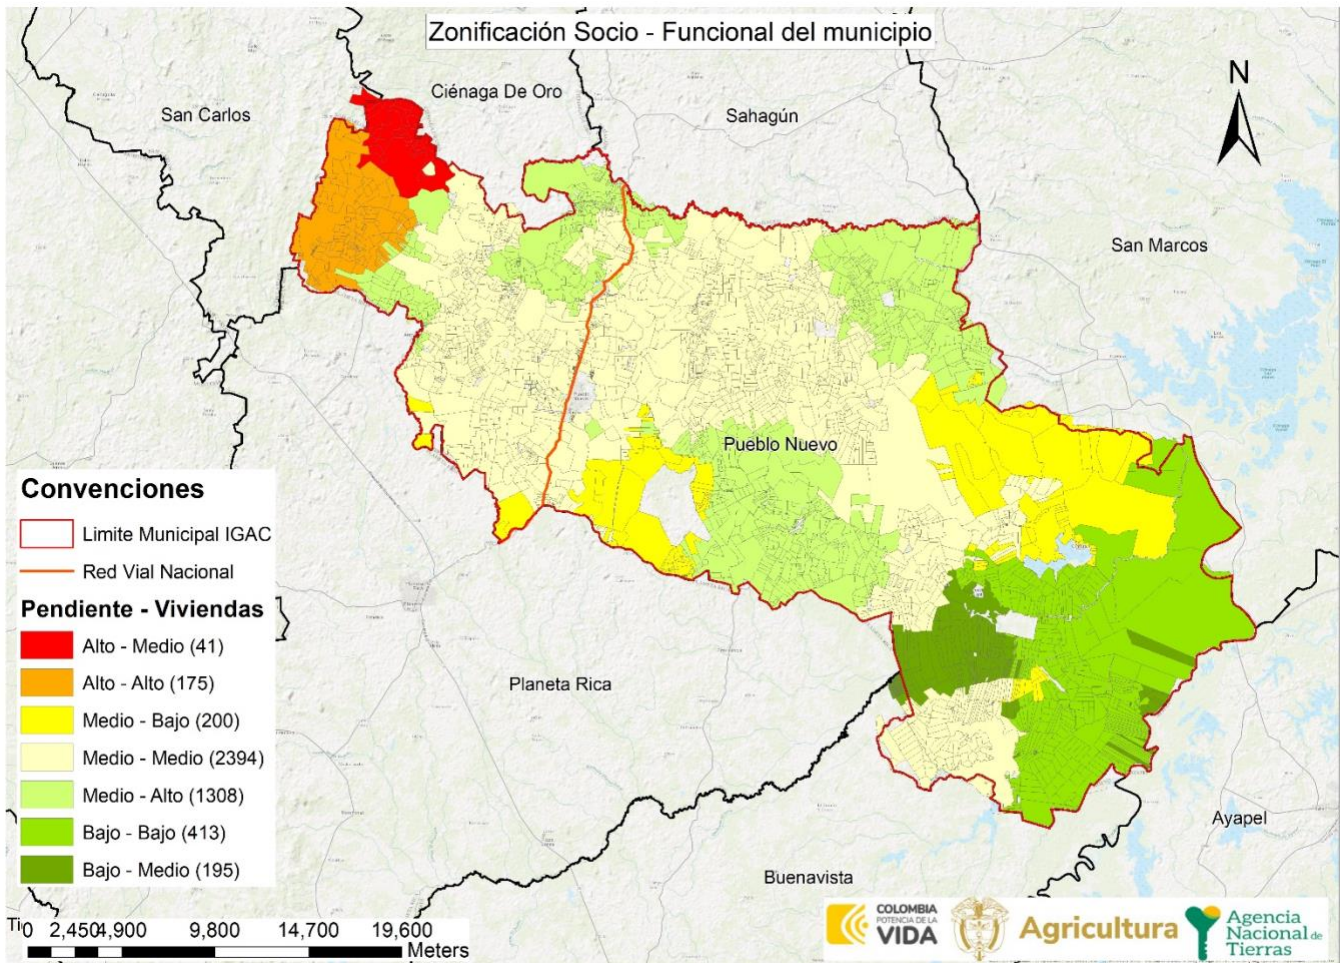 Zonificación Socio - Funcional del municipio
N
Ciénaga De Oro
San Carlos
Sahagún
San Marcos
Pueblo Nuevo
Planeta Rica
Ayapel
Buenavista
Convenciones
Limite Municipal IGAC
Red Vial Nacional
Pendiente - Viviendas
Alto - Medio (41)
Alto - Alto (175)
Medio - Bajo (200)
Medio - Medio (2394)
Medio - Alto (1308)
Bajo - Bajo (413)
Bajo - Medio (195)
0 2,450 4,900 9,800 14,700 19,600
Meters
COLOMBIA
POTENCIA DE LA
VIDA
Agricultura
Agencia
Nacional de
Tierras